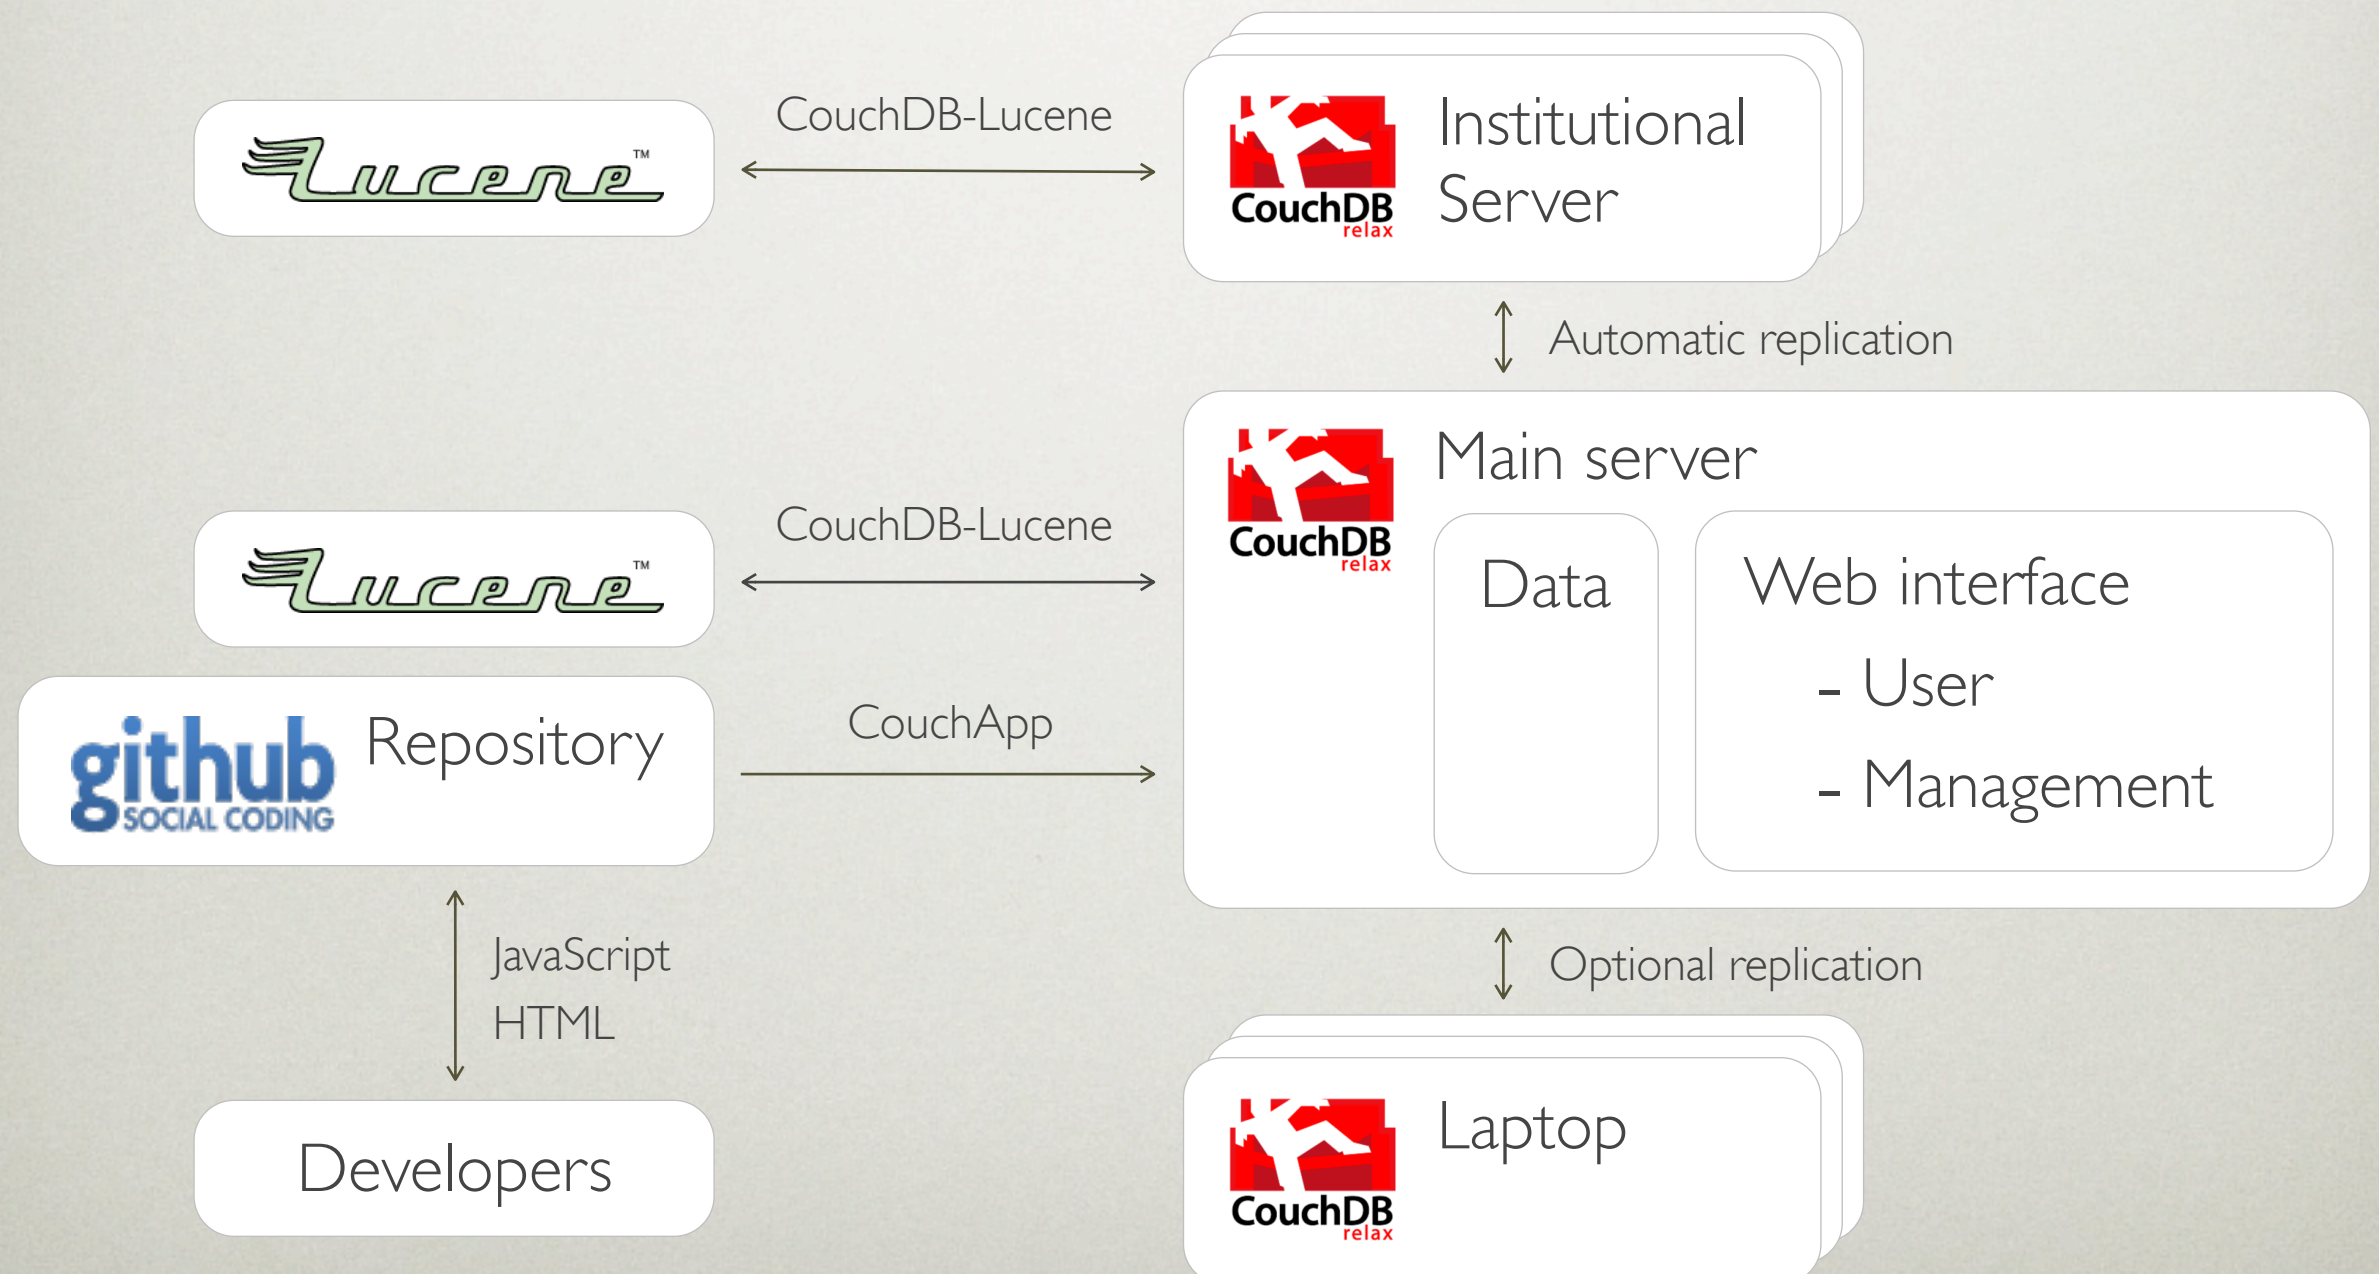 CouchDB-Lucene
Lucene™
CouchDB
relax
Institutional
Server
Automatic replication
CouchDB
relax
Main server
CouchDB-Lucene
Lucene™
Data
Web interface
- User
- Management
github
SOCIAL CODING
Repository
CouchApp
JavaScript
HTML
Optional replication
Developers
CouchDB
relax
Laptop